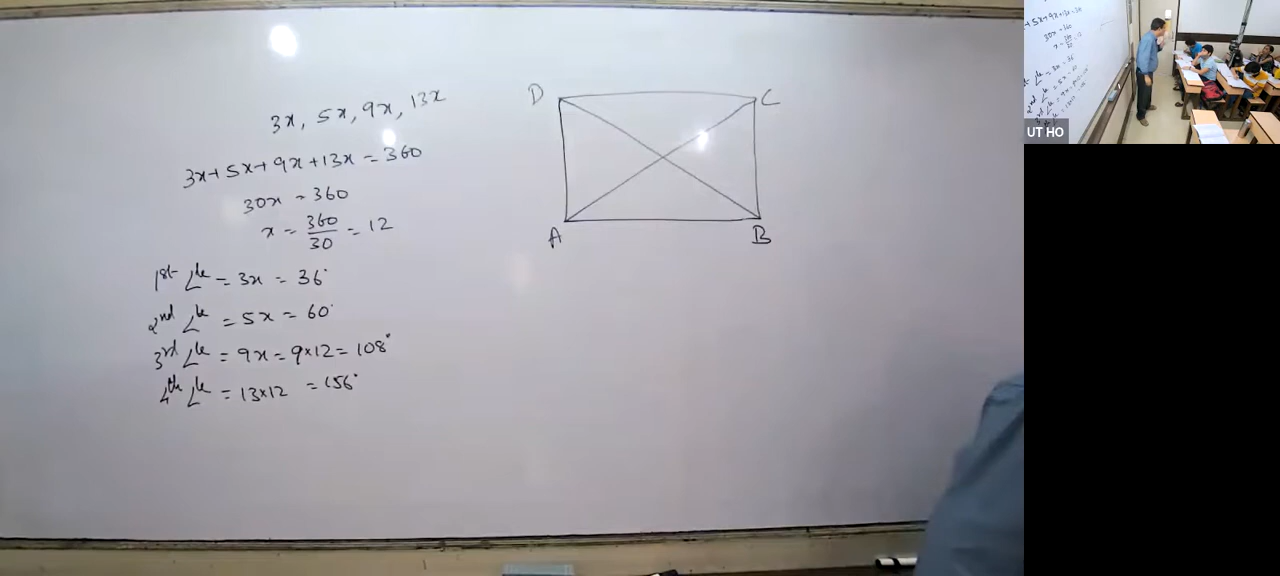 3x, 5x, 9x, 13x
3x+5x+9x+13x = 360
30x = 360
x = 360/30 = 12
1st ∠le = 3x = 36°
2nd ∠le = 5x = 60°
3rd ∠le = 9x = 9×12 = 108°
4th ∠le = 13×12 = 156°
D C
A B
UT HO